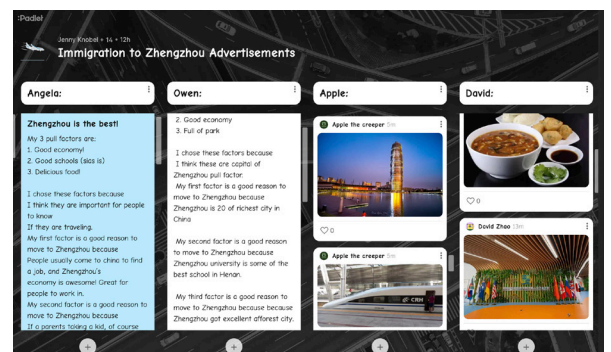 :Padlet
Jenny Knobel • 14 • 12h
Immigration to Zhengzhou Advertisements
Angela:
Zhengzhou is the best!
My 3 pull factors are:
1. Good economy!
2. Good schools (sias is)
3. Delicious food!
I chose these factors because
I think they are important for people
to know
If they are traveling.
My first factor is a good reason to
move to Zhengzhou because
People usually come to china to find
a job, and Zhengzhou's
economy is awesome! Great for
people to work in.
My second factor is a good reason to
move to Zhengzhou because
If a parents taking a kid, of course
Owen:
2. Good economy
3. Full of park
I chose these factors because
I think these are capital of
Zhengzhou pull factor.
My first factor is a good reason to
move to Zhengzhou because
Zhengzhou is 20 of richest city in
China
My second factor is a good reason to
move to Zhengzhou because
Zhengzhou university is some of the
best school in Henan.
My third factor is a good reason to
move to Zhengzhou because because
Zhengzhou got excellent afforest city.
Apple:
Apple the creeper 5m
0
Apple the creeper 5m
CRH
David:
0
David Zhao 13m